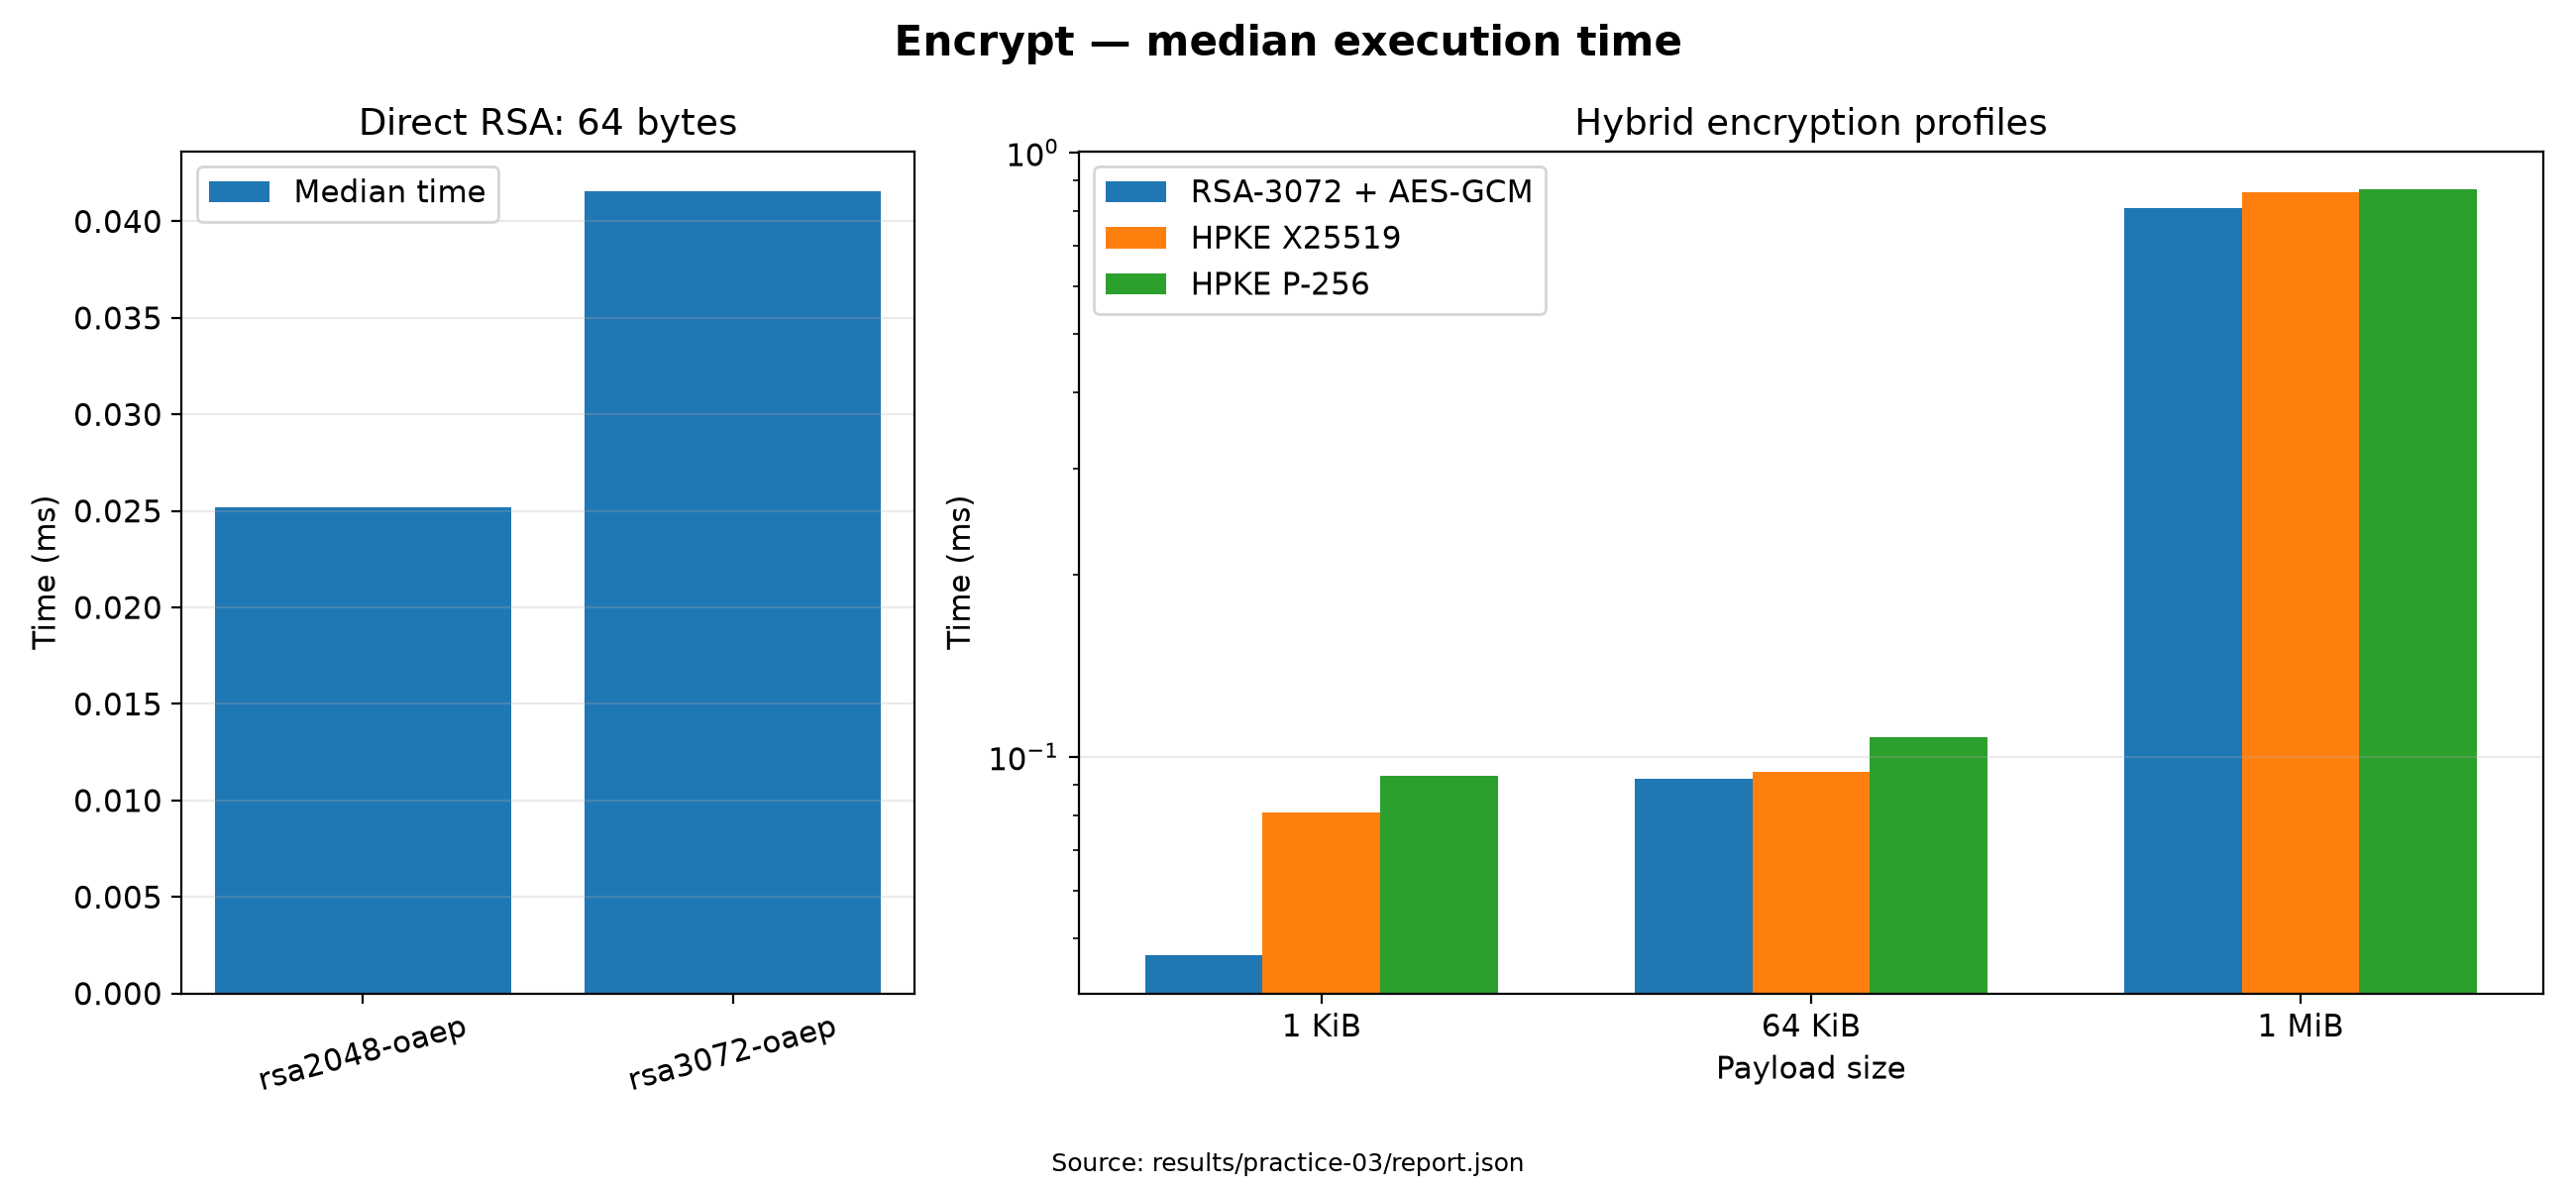 Encrypt — median execution time
Direct RSA: 64 bytes
Median time
Time (ms)
0.040
0.035
0.030
0.025
0.020
0.015
0.010
0.005
0.000
rsa2048-oaep
rsa3072-oaep
Hybrid encryption profiles
RSA-3072 + AES-GCM
HPKE X25519
HPKE P-256
Time (ms)
10⁰
10⁻¹
1 KiB
64 KiB
1 MiB
Payload size
Source: results/practice-03/report.json